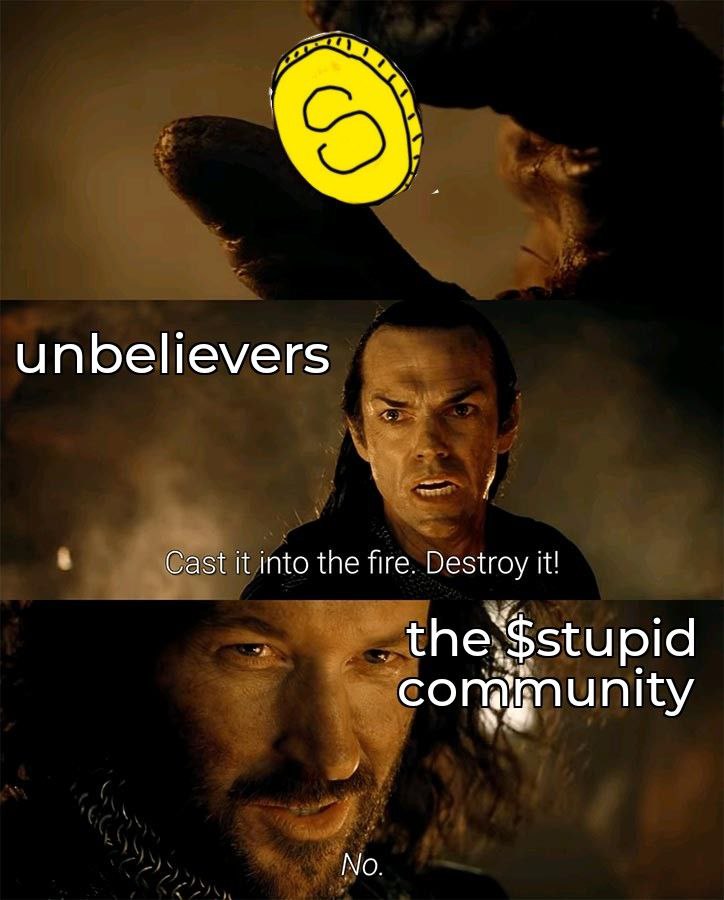 S
unbelievers
Cast it into the fire. Destroy it!
the $stupid
community
No.